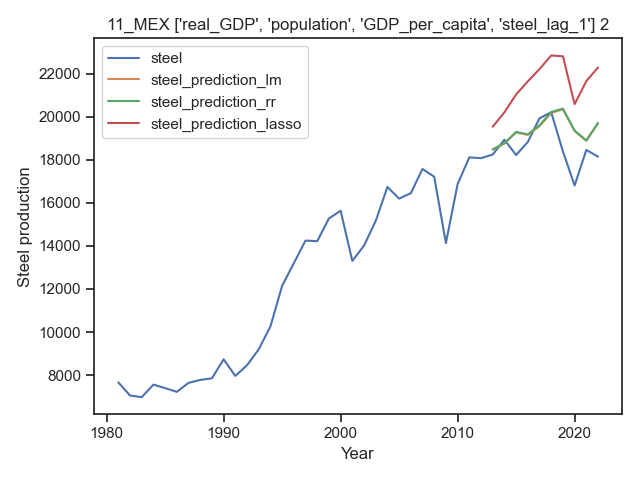 11_MEX ['real_GDP', 'population', 'GDP_per_capita', 'steel_lag_1'] 2
steel
steel_prediction_lm
steel_prediction_rr
steel_prediction_lasso
22000
20000
18000
16000
14000
12000
10000
8000
Steel production
1980
1990
2000
2010
2020
Year